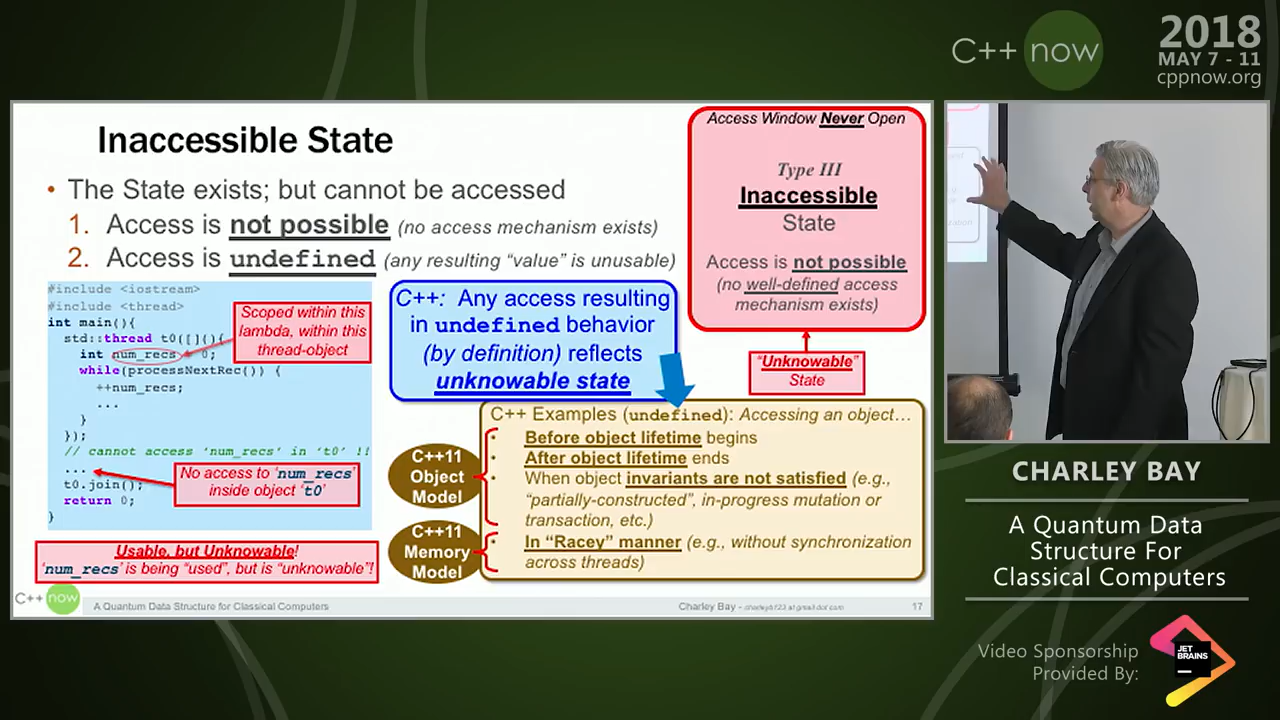 C++ now
2018
MAY 7 - 11
cppnow.org
Inaccessible State
• The State exists; but cannot be accessed
1. Access is not possible (no access mechanism exists)
2. Access is undefined (any resulting “value” is unusable)
Access Window Never Open
Type III
Inaccessible
State
Access is not possible
(no well-defined access
mechanism exists)
“Unknowable”
State
#include <iostream>
#include <thread>
int main(){
std::thread t0([](){
int num_recs = 0;
while(processNextRec()) {
++num_recs;
...
}
});
// cannot access 'num_recs' in 't0' !!
...
t0.join();
return 0;
}
Scoped within this
lambda, within this
thread-object
No access to 'num_recs
inside object 't0'
Usable, but Unknowable!
'num_recs' is being “used”, but is “unknowable”!
C++: Any access resulting
in undefined behavior
(by definition) reflects
unknowable state
C++ Examples (undefined): Accessing an object…
• Before object lifetime begins
• After object lifetime ends
• When object invariants are not satisfied (e.g.,
“partially-constructed”, in-progress mutation or
transaction, etc.)
• In “Racey” manner (e.g., without synchronization
across threads)
C++11
Object
Model
C++11
Memory
Model
C++ now
A Quantum Data Structure for Classical Computers
Charley Bay - charleyb123 at gmail dot com
17
CHARLEY BAY
A Quantum Data
Structure For
Classical Computers
Video Sponsorship
Provided By:
JET
BRAINS